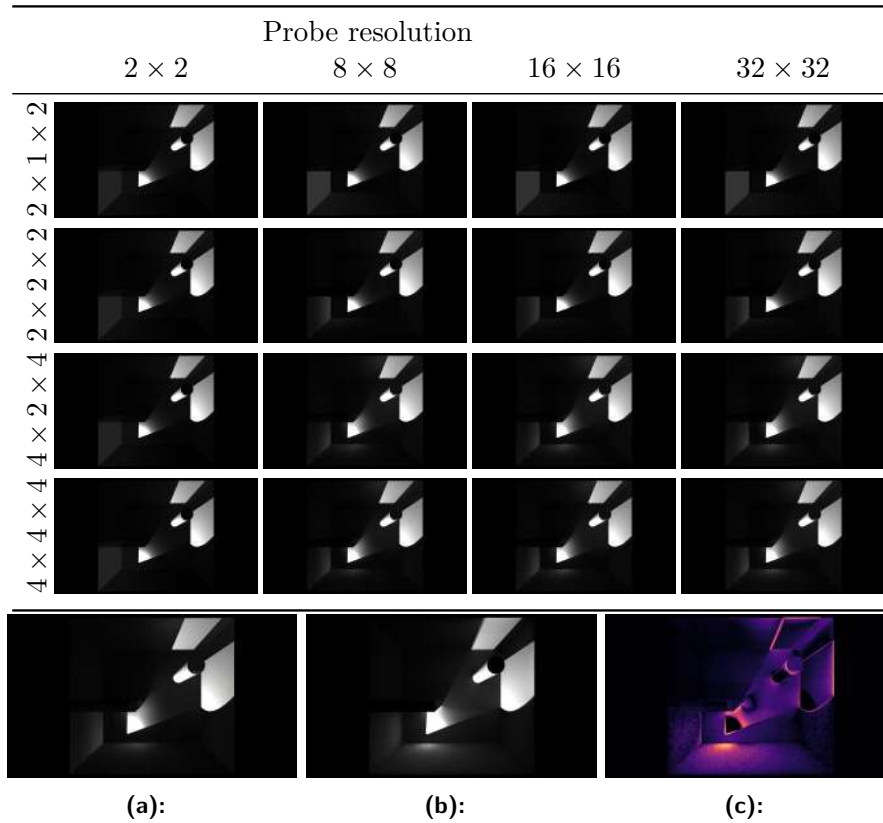 Probe resolution
2 × 2 8 × 8 16 × 16 32 × 32
2 × 1 × 2
2 × 2 × 2
4 × 2 × 4
4 × 4 × 4
(a): (b): (c):